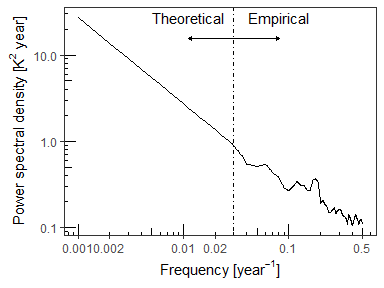 Theoretical Empirical
10.0
1.0
0.1
0.001 0.002 0.01 0.02 0.1 0.5
Power spectral density [K² year]
Frequency [year⁻¹]